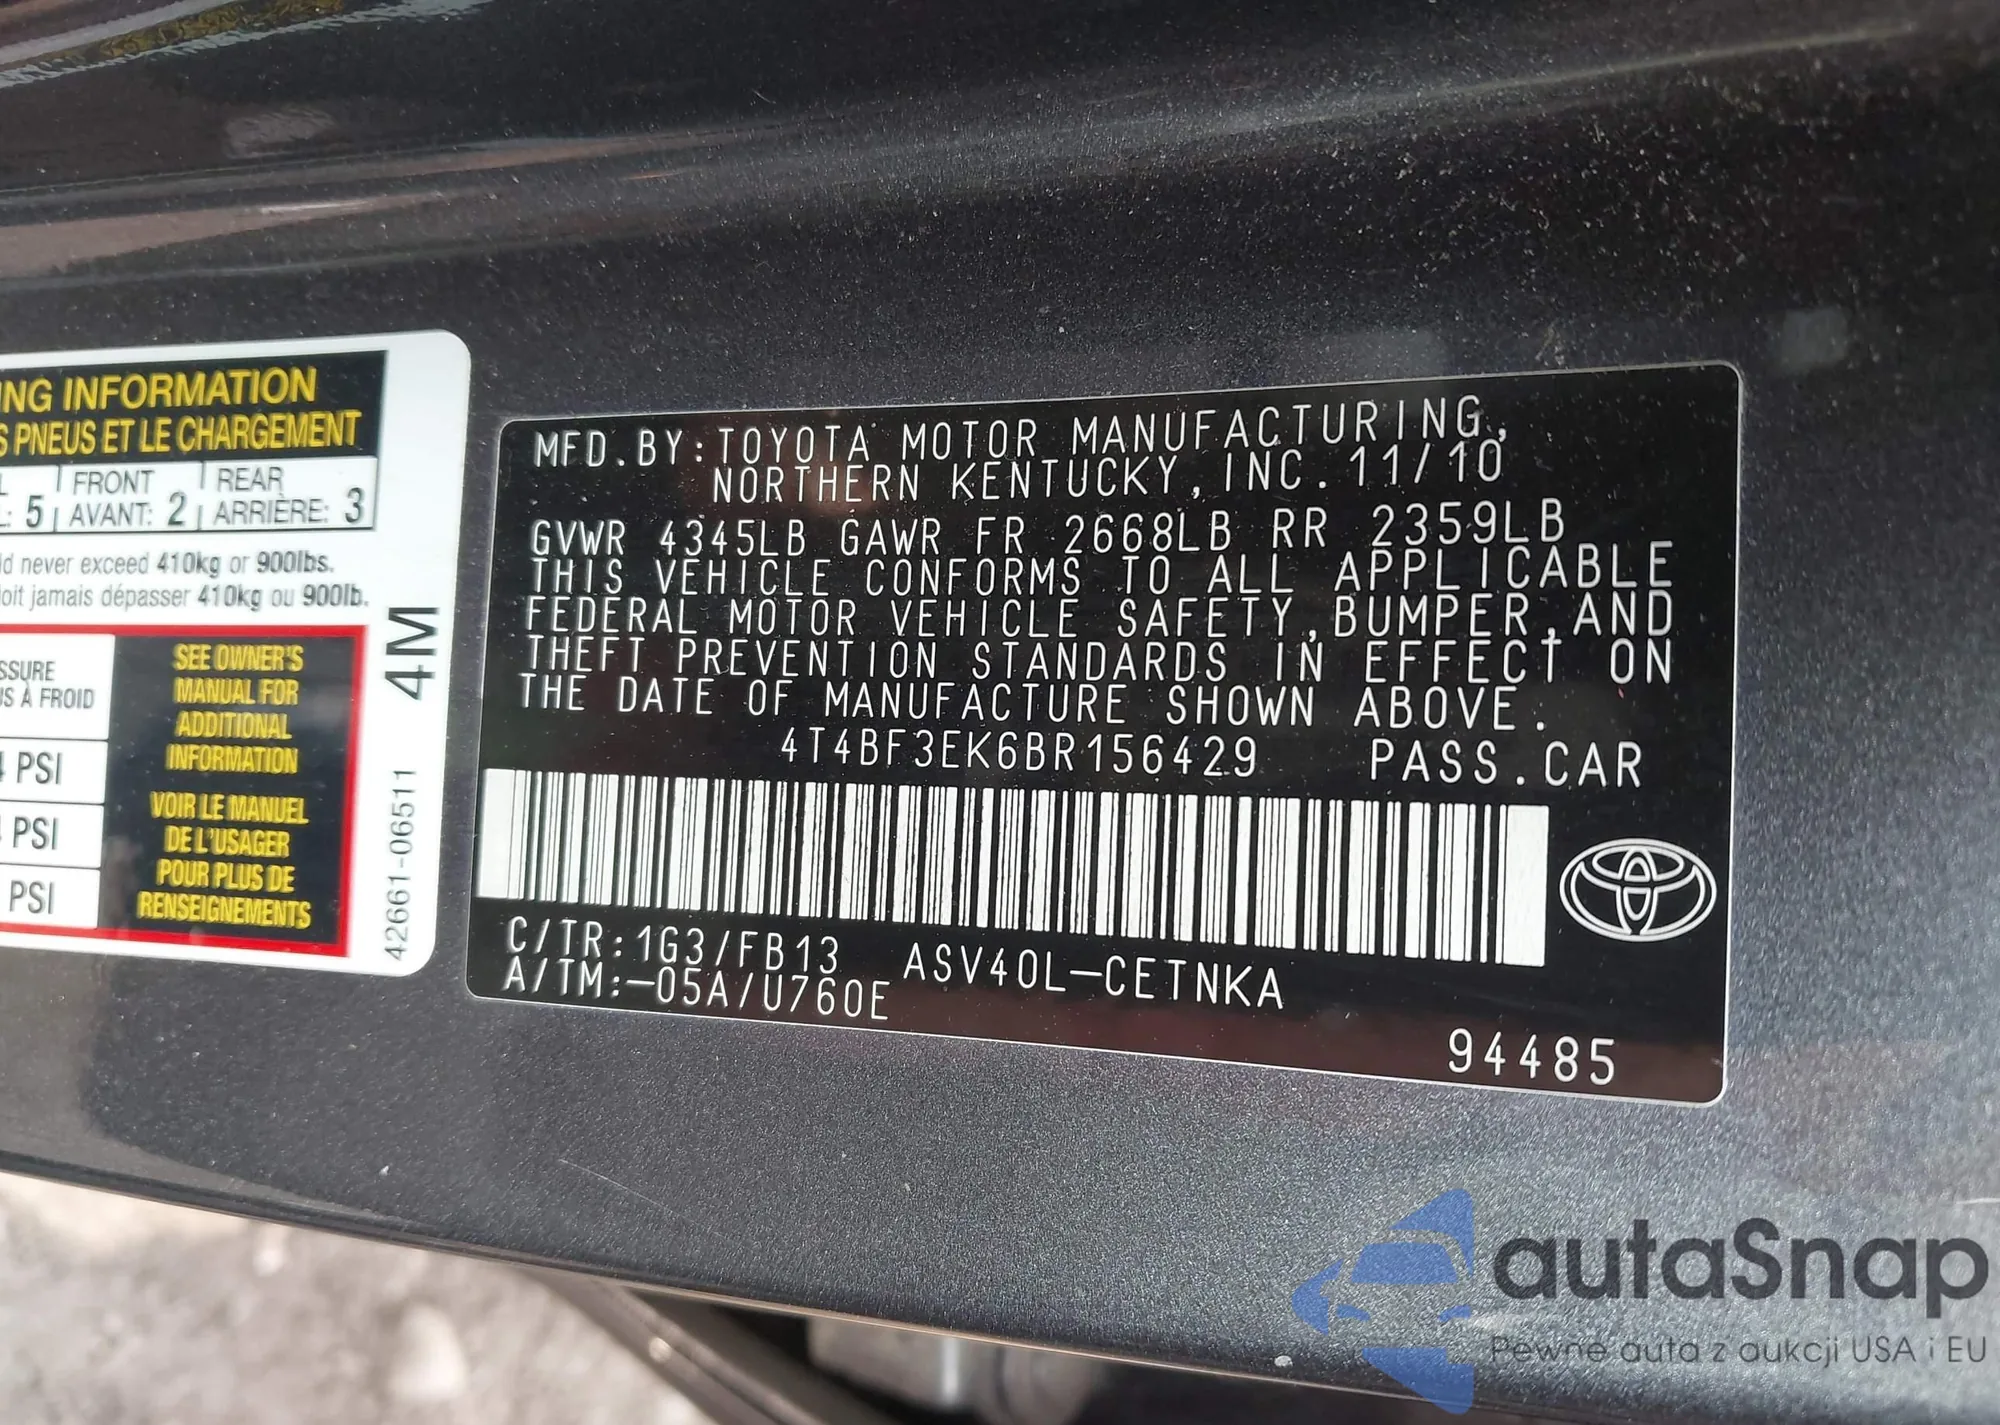 ING INFORMATION
S PNEUS ET LE CHARGEMENT
L FRONT REAR
L: 5 AVANT: 2 ARRIÈRE: 3
ld never exceed 410kg or 900lbs.
oit jamais dépasser 410kg ou 900lb.
SSURE
US À FROID
4 PSI
PSI
PSI
SEE OWNER'S
MANUAL FOR
ADDITIONAL
INFORMATION
VOIR LE MANUEL
DE L'USAGER
POUR PLUS DE
RENSEIGNEMENTS
4M
42661-06511
MFD.BY:TOYOTA MOTOR MANUFACTURING,
NORTHERN KENTUCKY,INC.11/10
GVWR 4345LB GAWR FR 2668LB RR 2359LB
THIS VEHICLE CONFORMS TO ALL APPLICABLE
FEDERAL MOTOR VEHICLE SAFETY,BUMPER,AND
THEFT PREVENTION STANDARDS IN EFFECT ON
THE DATE OF MANUFACTURE SHOWN ABOVE.
4T4BF3EK6BR156429 PASS.CAR
C/TR:1G3/FB13 ASV40L-CETNKA
A/TM:-05A/U760E
94485
autaSnap
Pewne auta z aukcji USA i EU